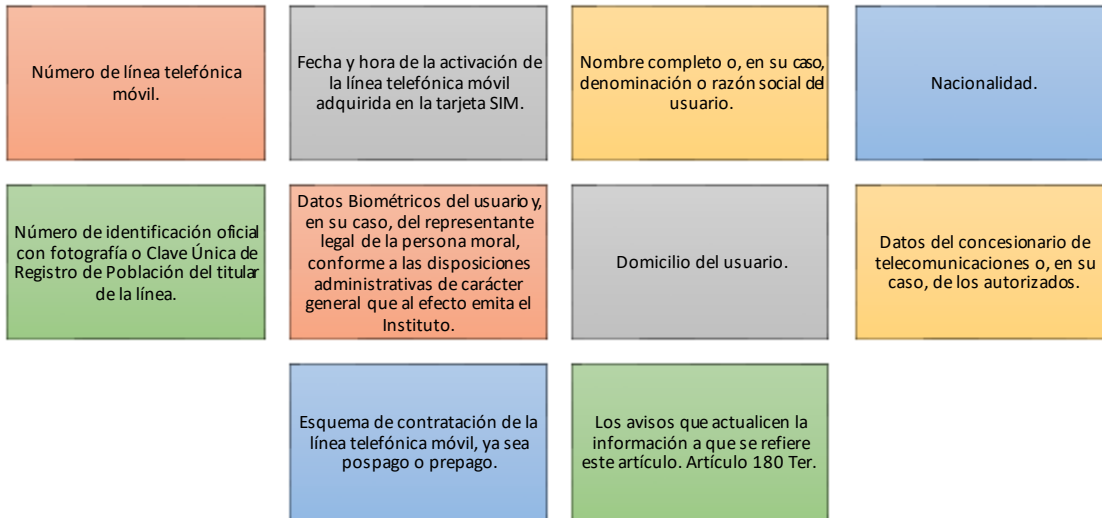 Número de línea telefónica
móvil.
Fecha y hora de la activación de
la línea telefónica móvil
adquirida en la tarjeta SIM.
Nombre completo o, en su caso,
denominación o razón social del
usuario.
Nacionalidad.
Número de identificación oficial
con fotografía o Clave Única de
Registro de Población del titular
de la línea.
Datos Biométricos del usuario y,
en su caso, del representante
legal de la persona moral,
conforme a las disposiciones
administrativas de carácter
general que al efecto emita el
Instituto.
Domicilio del usuario.
Datos del concesionario de
telecomunicaciones o, en su
caso, de los autorizados.
Esquema de contratación de la
línea telefónica móvil, ya sea
pospago o prepago.
Los avisos que actualicen la
información a que se refiere
este artículo. Artículo 180 Ter.